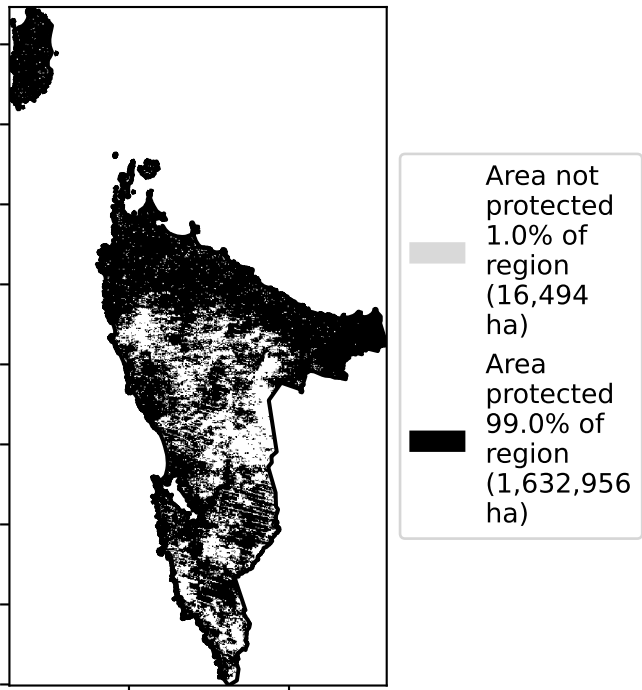 Area not
protected
1.0% of
region
(16,494
ha)
Area
protected
99.0% of
region
(1,632,956
ha)